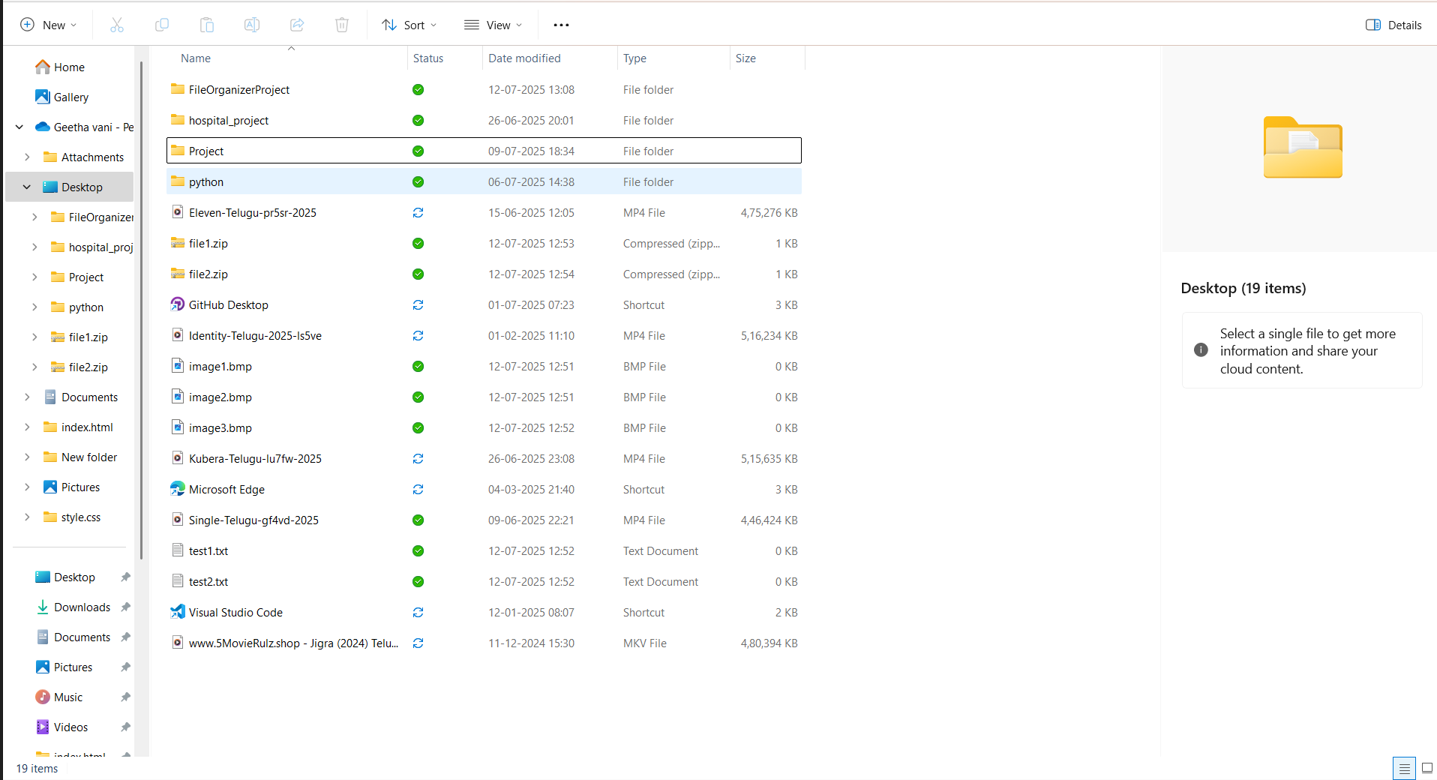 New
Sort
View
Details
Home
Gallery
Geetha vani - Pe
Attachments
Desktop
FileOrganizer
hospital_proj
Project
python
file1.zip
file2.zip
Documents
index.html
New folder
Pictures
style.css
Desktop
Downloads
Documents
Pictures
Music
Videos
index.html
19 items
Name Status Date modified Type Size
FileOrganizerProject 12-07-2025 13:08 File folder
hospital_project 26-06-2025 20:01 File folder
Project 09-07-2025 18:34 File folder
python 06-07-2025 14:38 File folder
Eleven-Telugu-pr5sr-2025 15-06-2025 12:05 MP4 File 4,75,276 KB
file1.zip 12-07-2025 12:53 Compressed (zipp... 1 KB
file2.zip 12-07-2025 12:54 Compressed (zipp... 1 KB
GitHub Desktop 01-07-2025 07:23 Shortcut 3 KB
Identity-Telugu-2025-ls5ve 01-02-2025 11:10 MP4 File 5,16,234 KB
image1.bmp 12-07-2025 12:51 BMP File 0 KB
image2.bmp 12-07-2025 12:51 BMP File 0 KB
image3.bmp 12-07-2025 12:52 BMP File 0 KB
Kubera-Telugu-lu7fw-2025 26-06-2025 23:08 MP4 File 5,15,635 KB
Microsoft Edge 04-03-2025 21:40 Shortcut 3 KB
Single-Telugu-gf4vd-2025 09-06-2025 22:21 MP4 File 4,46,424 KB
test1.txt 12-07-2025 12:52 Text Document 0 KB
test2.txt 12-07-2025 12:52 Text Document 0 KB
Visual Studio Code 12-01-2025 08:07 Shortcut 2 KB
www.5MovieRulz.shop - Jigra (2024) Telu... 11-12-2024 15:30 MKV File 4,80,394 KB
Desktop (19 items)
Select a single file to get more
information and share your
cloud content.